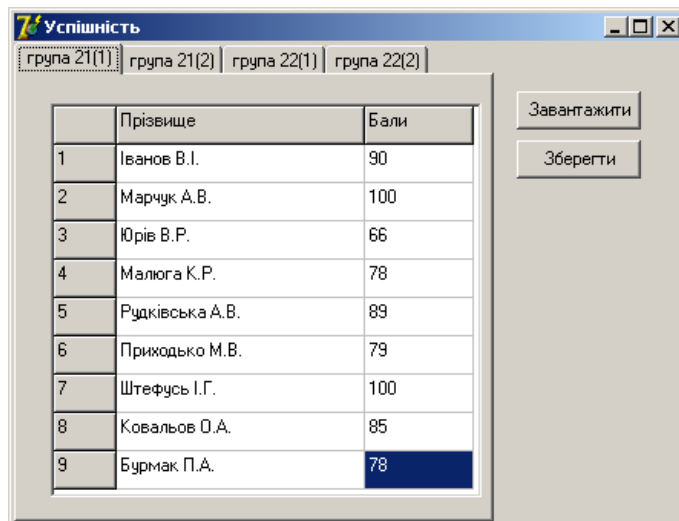 Успішність
група 21(1) група 21(2) група 22(1) група 22(2)
Завантажити
Зберегти
Прізвище Бали
1 Іванов В.І. 90
2 Марчук А.В. 100
3 Юрів В.Р. 66
4 Малюга К.Р. 78
5 Рудківська А.В. 89
6 Приходько М.В. 79
7 Штефусь І.Г. 100
8 Ковальов О.А. 85
9 Бурмак П.А. 78